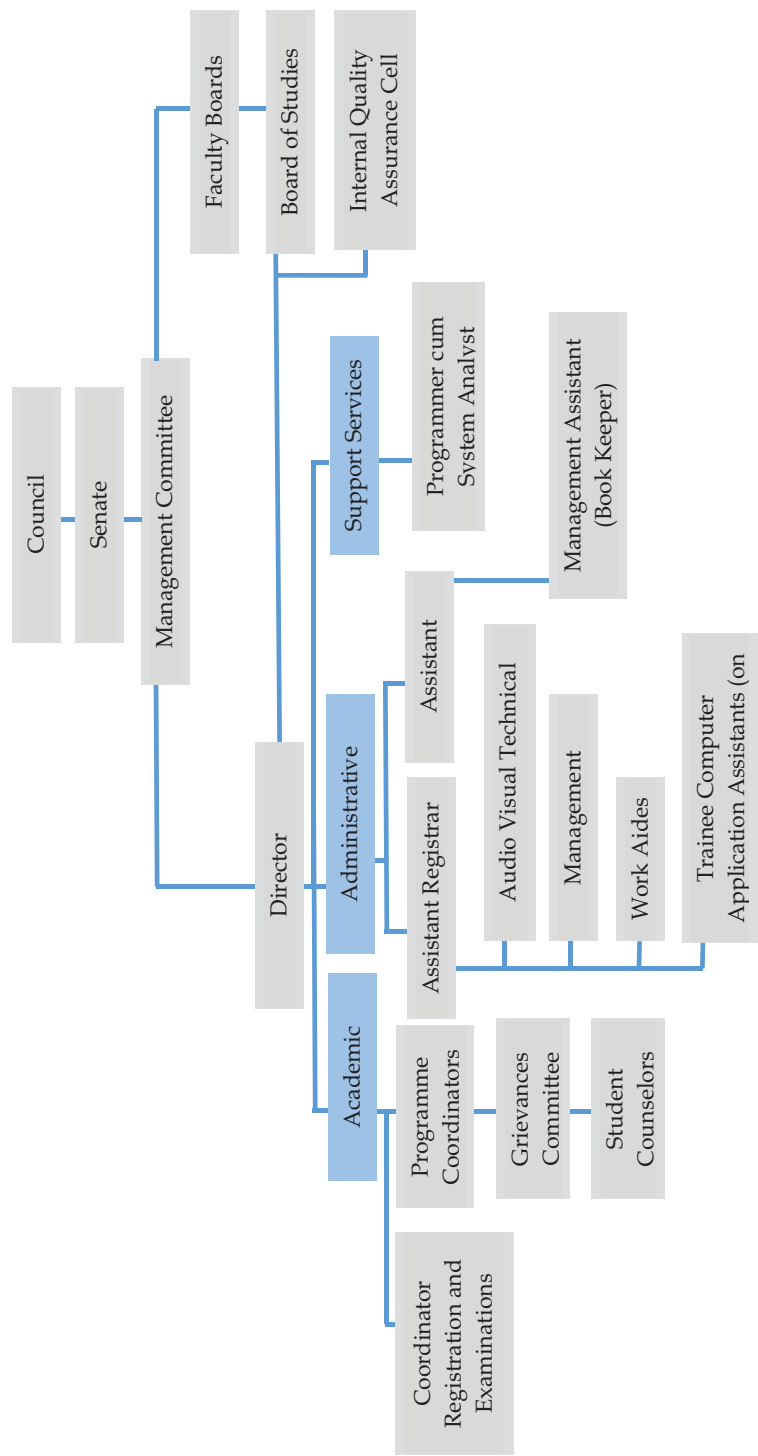 Council
Senate
Management Committee
Faculty Boards
Director
Board of Studies
Academic
Administrative
Support Services
Internal Quality
Assurance Cell
Coordinator
Registration and
Examinations
Programme
Coordinators
Assistant Registrar
Assistant
Programmer cum
System Analyst
Grievances
Committee
Audio Visual Technical
Management Assistant
(Book Keeper)
Student
Counselors
Management
Work Aides
Trainee Computer
Application Assistants (on